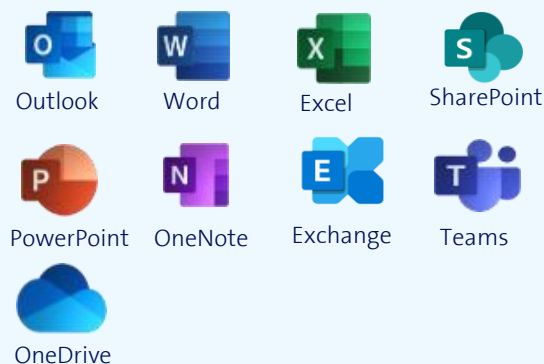 O
W
X
S
Outlook
Word
Excel
SharePoint
P
N
E
T
PowerPoint
OneNote
Exchange
Teams
OneDrive